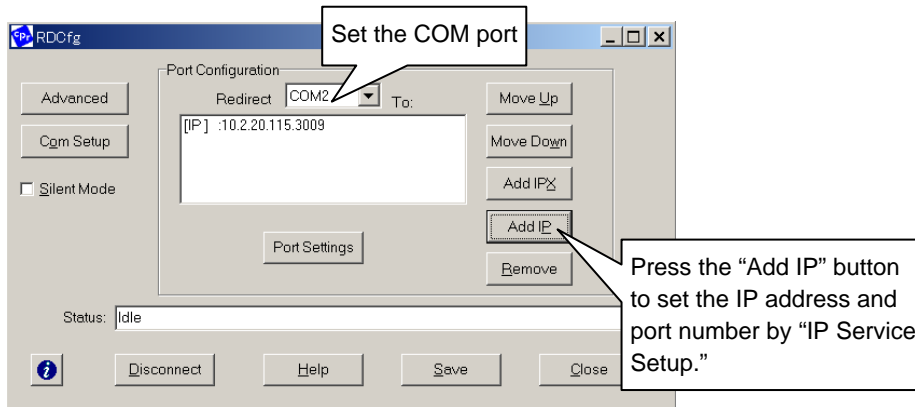 cpr RDCfg
Set the COM port
Port Configuration
Advanced
Redirect COM2 To:
Move Up
[IP ] :10.2.20.115.3009
Com Setup
Move Down
Silent Mode
Add IPX
Add IP
Port Settings
Remove
Press the “Add IP” button
to set the IP address and
port number by “IP Service
Setup.”
Status: Idle
i
Disconnect
Help
Save
Close